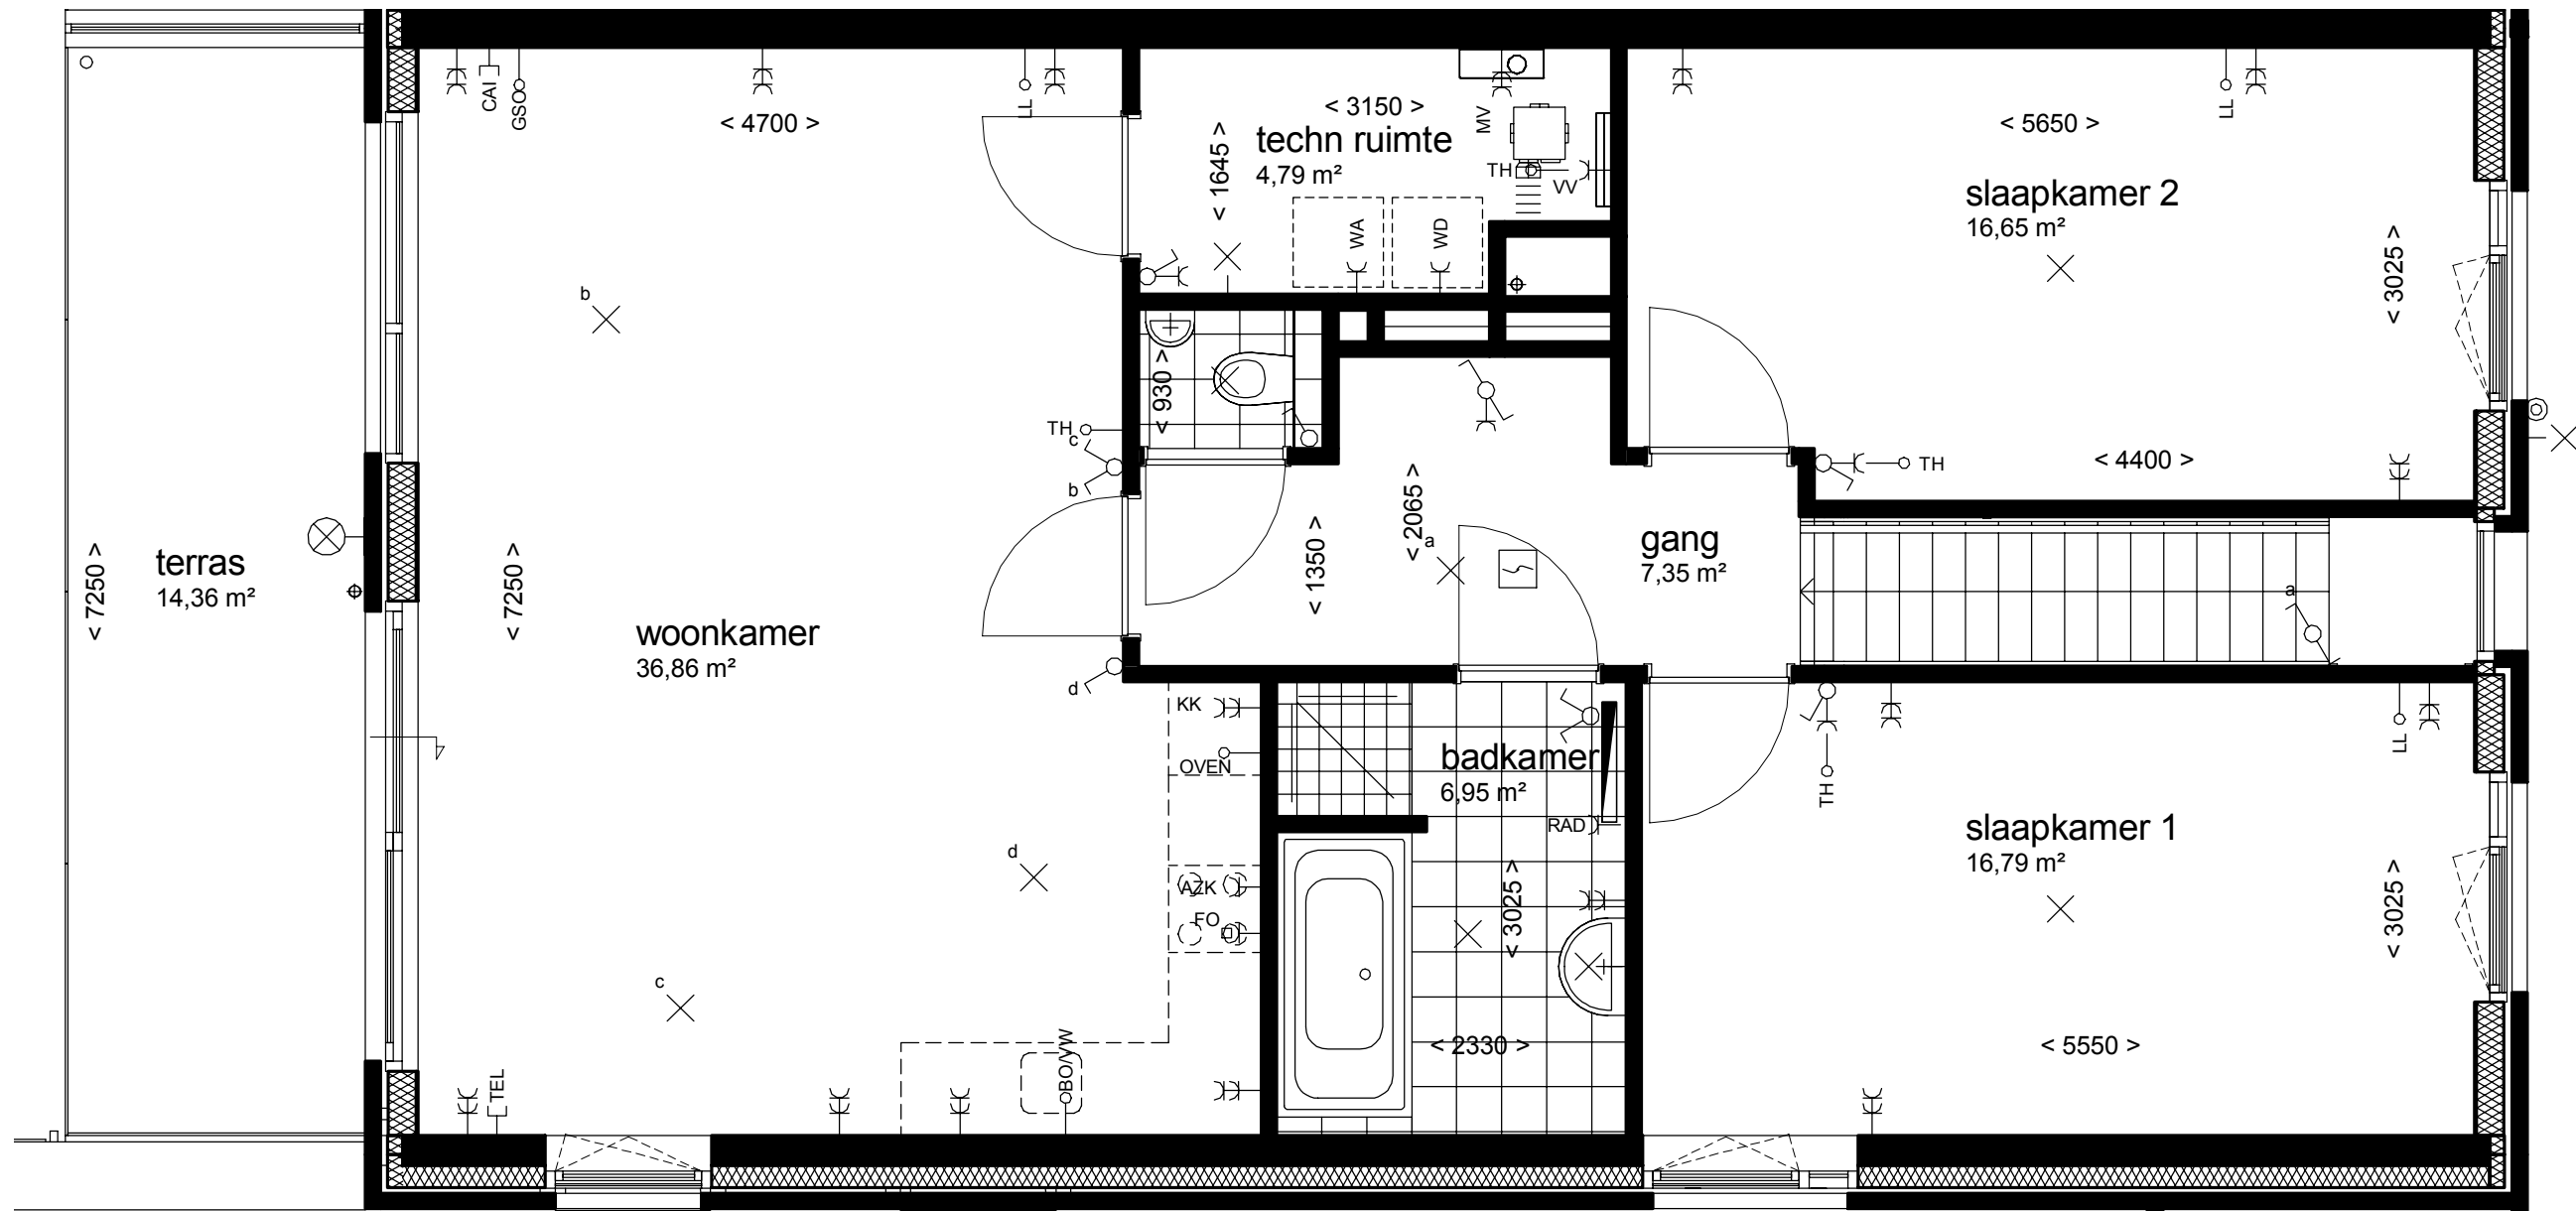 CAI
GSO
< 4700 >
LL
< 3150 >
techn ruimte
4,79 m²
< 1645 >
MV
TH
VV
WA
WD
< 5650 >
LL
slaapkamer 2
16,65 m²
< 3025 >
b
< 930 >
TH
c
b
< 4400 >
TH
< 7250 >
terras
14,36 m²
< 7250 >
woonkamer
36,86 m²
< 1350 >
< 2065 >
a
gang
7,35 m²
a
d
KK
OVEN
badkamer
6,95 m²
RAD
TH
LL
slaapkamer 1
16,79 m²
d
AZK
FO
< 3025 >
< 3025 >
c
< 2330 >
< 5550 >
TEL
BO/VW